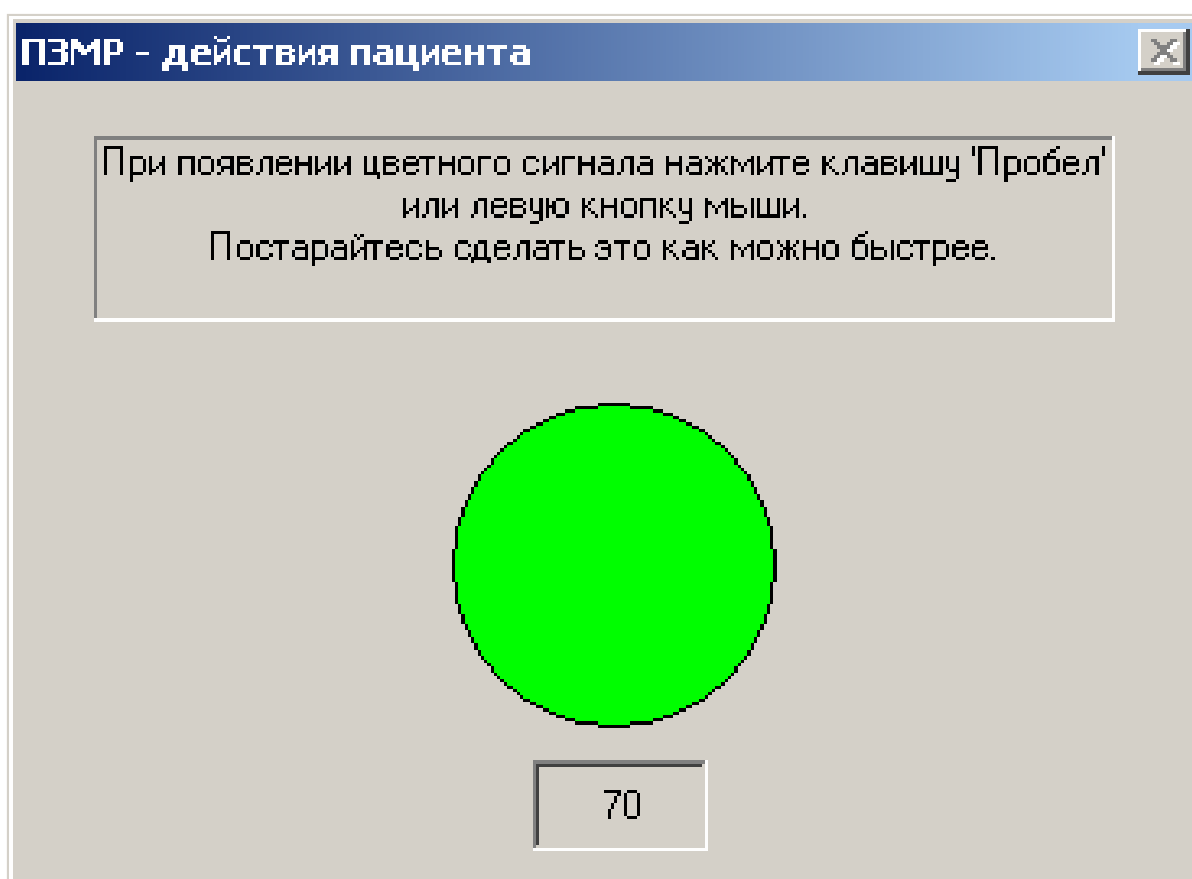 ПЗМР - действия пациента
При появлении цветного сигнала нажмите клавишу 'Пробел'
или левую кнопку мыши.
Постарайтесь сделать это как можно быстрее.
70